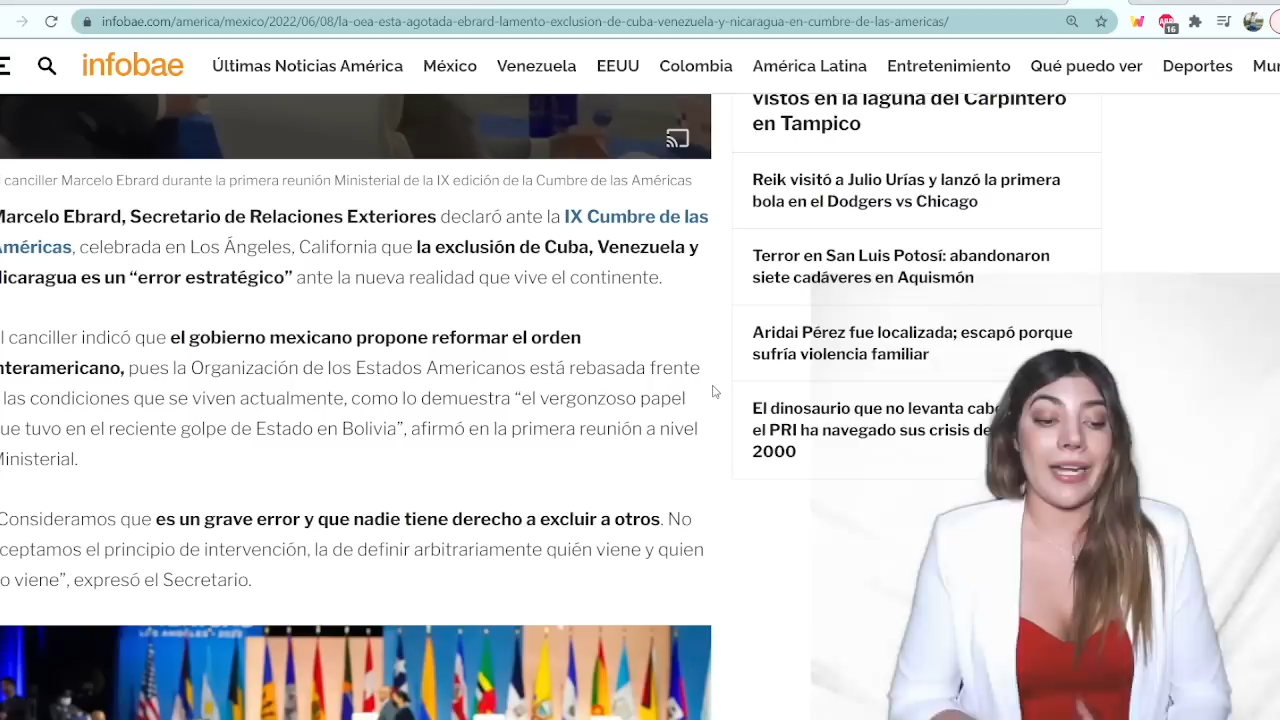 infobae.com/america/mexico/2022/06/08/la-oea-esta-agotada-ebrard-lamento-exclusion-de-cuba-venezuela-y-nicaragua-en-cumbre-de-las-americas/
16
infobae
Últimas Noticias América México Venezuela EEUU Colombia América Latina Entretenimiento Qué puedo ver Deportes Mun
canciller Marcelo Ebrard durante la primera reunión Ministerial de la IX edición de la Cumbre de las Américas
Marcelo Ebrard, Secretario de Relaciones Exteriores declaró ante la IX Cumbre de las
Américas, celebrada en Los Ángeles, California que la exclusión de Cuba, Venezuela y
Nicaragua es un “error estratégico” ante la nueva realidad que vive el continente.
l canciller indicó que el gobierno mexicano propone reformar el orden
nteramericano, pues la Organización de los Estados Americanos está rebasada frente
las condiciones que se viven actualmente, como lo demuestra “el vergonzoso papel
ue tuvo en el reciente golpe de Estado en Bolivia”, afirmó en la primera reunión a nivel
Ministerial.
Consideramos que es un grave error y que nadie tiene derecho a excluir a otros. No
ceptamos el principio de intervención, la de definir arbitrariamente quién viene y quien
o viene”, expresó el Secretario.
LOS ANGELES 2022
vistos en la laguna del Carpintero
en Tampico
Reik visitó a Julio Urías y lanzó la primera
bola en el Dodgers vs Chicago
Terror en San Luis Potosí: abandonaron
siete cadáveres en Aquismón
Aridai Pérez fue localizada; escapó porque
sufría violencia familiar
El dinosaurio que no levanta cabe
el PRI ha navegado sus crisis de
2000